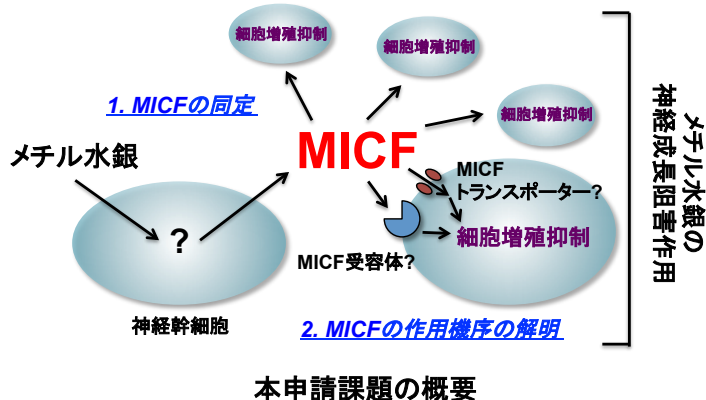 細胞増殖抑制
細胞増殖抑制
細胞増殖抑制
1. MICFの同定
メチル水銀
MICF
?
神経幹細胞
MICF
トランスポーター?
細胞増殖抑制
MICF受容体?
2. MICFの作用機序の解明
メチル水銀の
神経成長阻害作用
本申請課題の概要